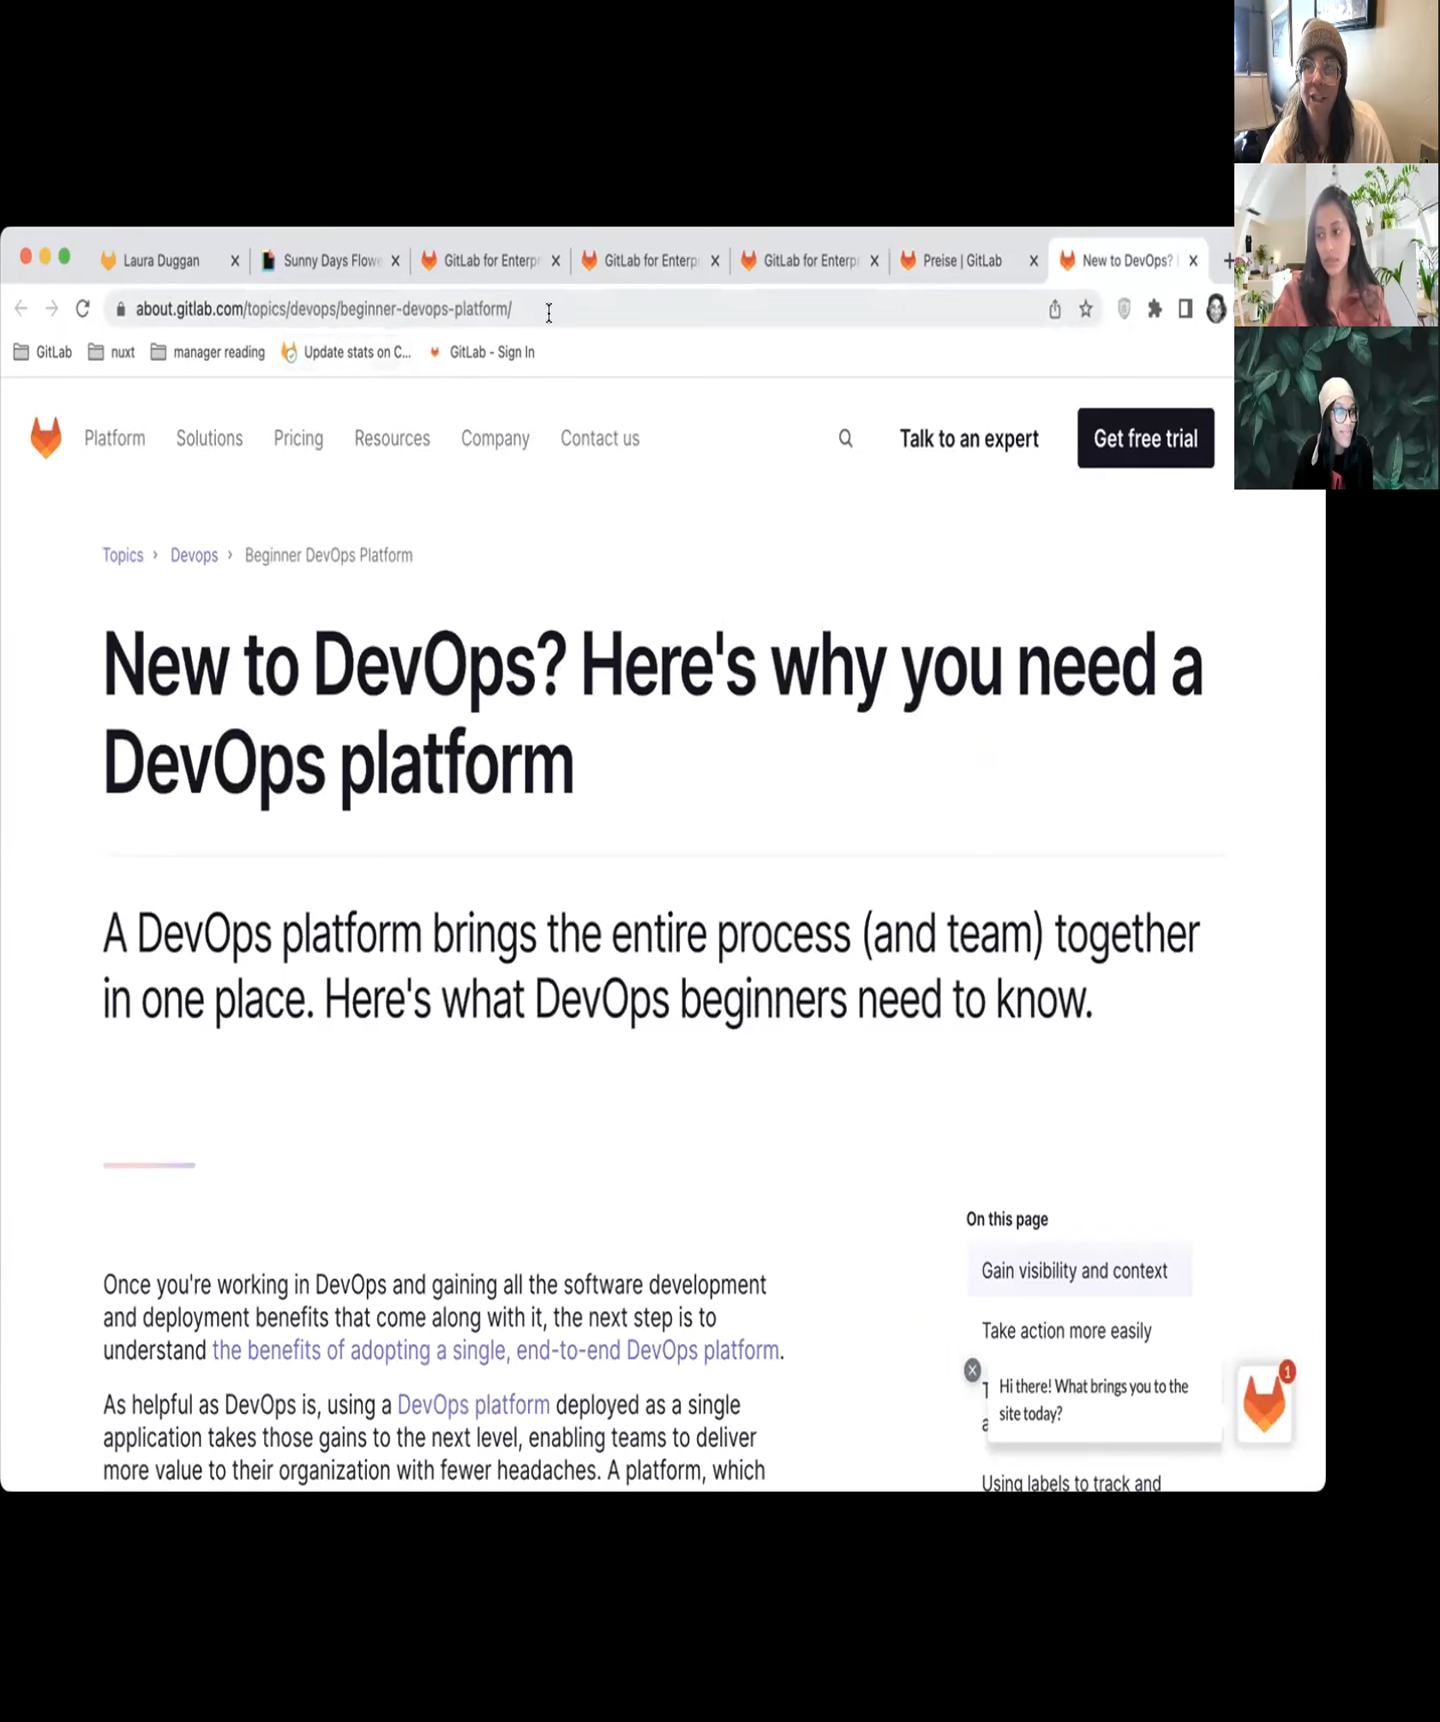 Laura Duggan
Sunny Days Flowe
GitLab for Enterpr
GitLab for Enterp
GitLab for Enterpr
Preise | GitLab
New to DevOps? |
about.gitlab.com/topics/devops/beginner-devops-platform/
GitLab
nuxt
manager reading
Update stats on C...
GitLab - Sign In
Platform
Solutions
Pricing
Resources
Company
Contact us
Talk to an expert
Get free trial
Topics › Devops › Beginner DevOps Platform
New to DevOps? Here's why you need a
DevOps platform
A DevOps platform brings the entire process (and team) together
in one place. Here's what DevOps beginners need to know.
Once you're working in DevOps and gaining all the software development
and deployment benefits that come along with it, the next step is to
understand the benefits of adopting a single, end-to-end DevOps platform.
As helpful as DevOps is, using a DevOps platform deployed as a single
application takes those gains to the next level, enabling teams to deliver
more value to their organization with fewer headaches. A platform, which
On this page
Gain visibility and context
Take action more easily
Hi there! What brings you to the
site today?
1
Using labels to track and